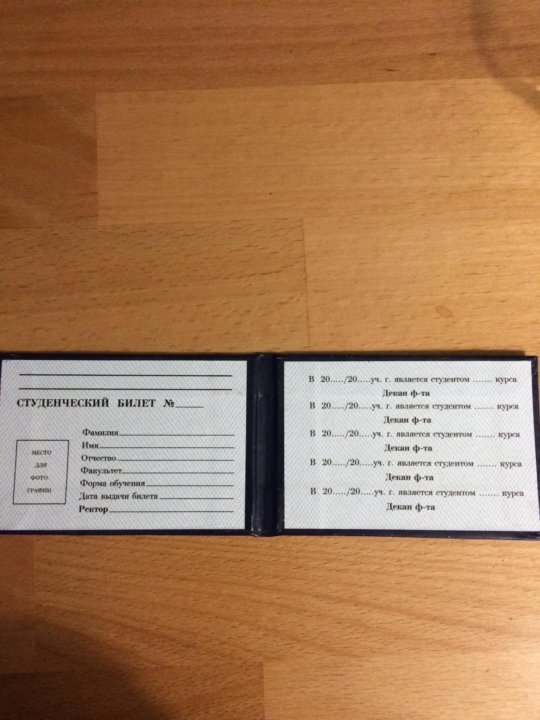 СТУДЕНЧЕСКИЙ БИЛЕТ №_____
Фамилия
Имя
Отчество
Факультет
Форма обучения
Дата выдачи билета
Ректор
МЕСТО
ДЛЯ
ФОТО
ГРАФИИ
В 20...../20.....уч. г. является студентом ....... курса
Декан ф-та
В 20...../20.....уч. г. является студентом ....... курса
Декан ф-та
В 20...../20.....уч. г. является студентом ....... курса
Декан ф-та
В 20...../20.....уч. г. является студентом ....... курса
Декан ф-та
В 20...../20.....уч. г. является студентом ....... курса
Декан ф-та